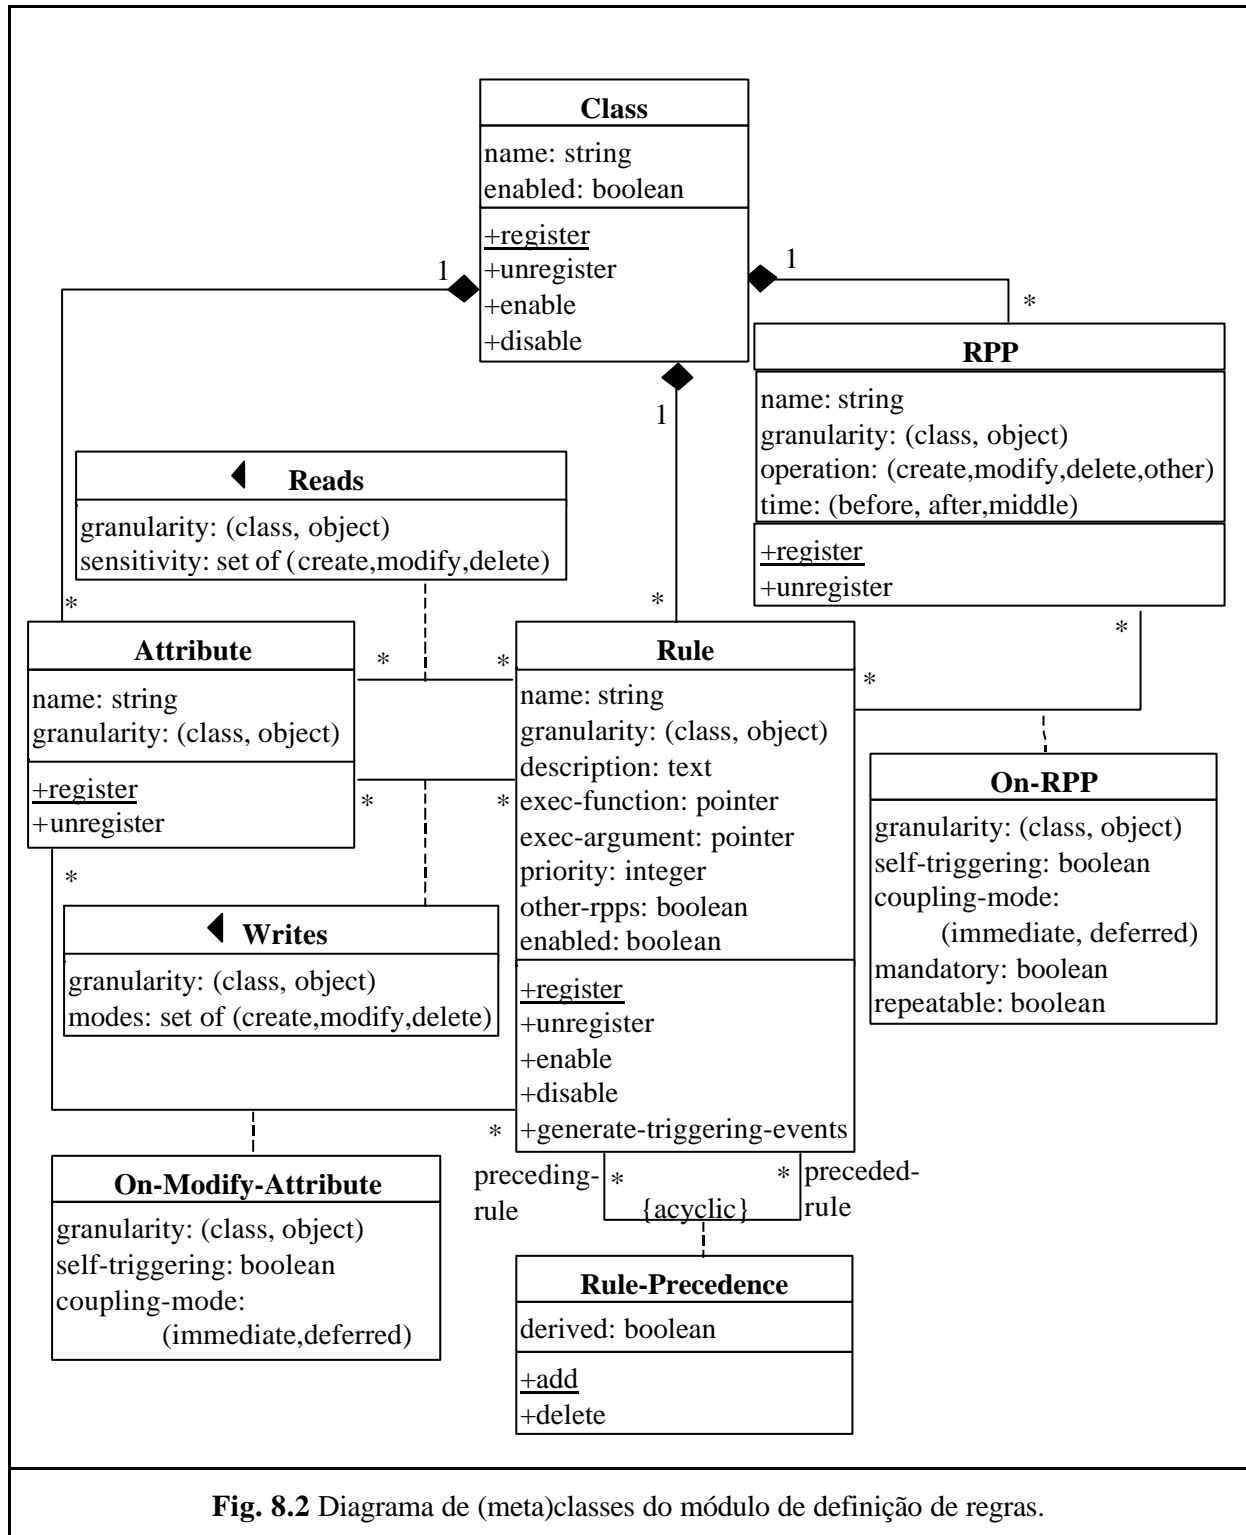 Class
name: string
enabled: boolean
+register
+unregister
+enable
+disable
1
1
1
*
RPP
name: string
granularity: (class, object)
operation: (create,modify,delete,other)
time: (before, after,middle)
+register
+unregister
Reads
granularity: (class, object)
sensitivity: set of (create,modify,delete)
*
*
*
Attribute
name: string
granularity: (class, object)
+register
+unregister
*
*
*
*
*
*
Rule
name: string
granularity: (class, object)
description: text
exec-function: pointer
exec-argument: pointer
priority: integer
other-rpps: boolean
enabled: boolean
+register
+unregister
+enable
+disable
+generate-triggering-events
On-RPP
granularity: (class, object)
self-triggering: boolean
coupling-mode:
(immediate, deferred)
mandatory: boolean
repeatable: boolean
Writes
granularity: (class, object)
modes: set of (create,modify,delete)
*
On-Modify-Attribute
granularity: (class, object)
self-triggering: boolean
coupling-mode:
(immediate,deferred)
preceding-
rule
*
*
preceded-
rule
{acyclic}
Rule-Precedence
derived: boolean
+add
+delete
Fig. 8.2 Diagrama de (meta)classes do módulo de definição de regras.